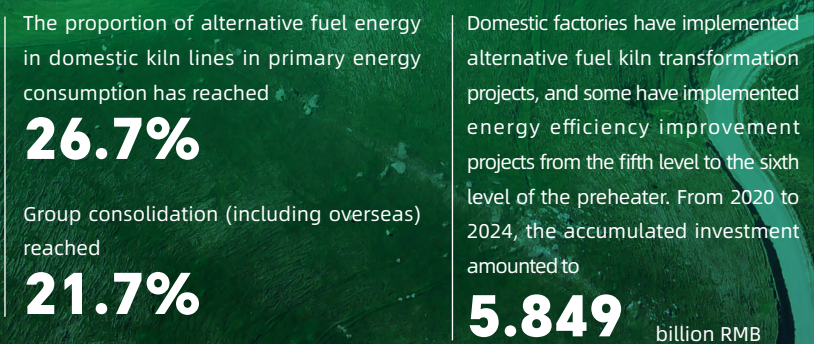 The proportion of alternative fuel energy
in domestic kiln lines in primary energy
consumption has reached
26.7%
Group consolidation (including overseas)
reached
21.7%
Domestic factories have implemented
alternative fuel kiln transformation
projects, and some have implemented
energy efficiency improvement
projects from the fifth level to the sixth
level of the preheater. From 2020 to
2024, the accumulated investment
amounted to
5.849 billion RMB